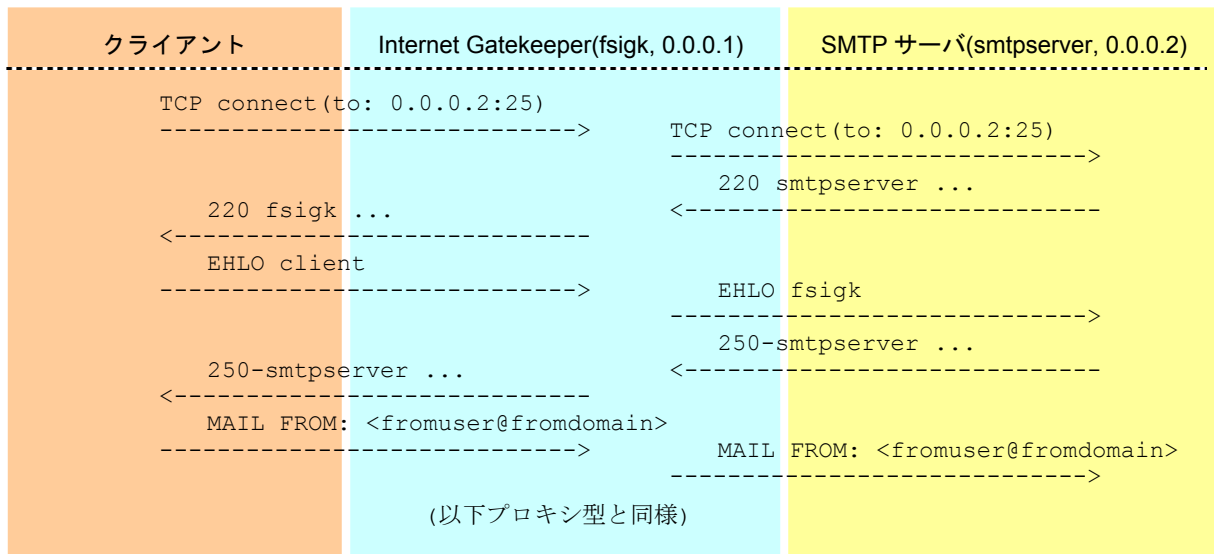 クライアント Internet Gatekeeper(fsigk, 0.0.0.1) SMTP サーバ(smtpserver, 0.0.0.2)
TCP connect(to: 0.0.0.2:25)
-----------------------------> TCP connect(to: 0.0.0.2:25)
----------------------------->
220 smtpserver ...
220 fsigk ... <-----------------------------
<-----------------------------
EHLO client
-----------------------------> EHLO fsigk
----------------------------->
250-smtpserver ...
250-smtpserver ... <-----------------------------
<-----------------------------
MAIL FROM: <fromuser@fromdomain>
-----------------------------> MAIL FROM: <fromuser@fromdomain>
----------------------------->
(以下プロキシ型と同様)